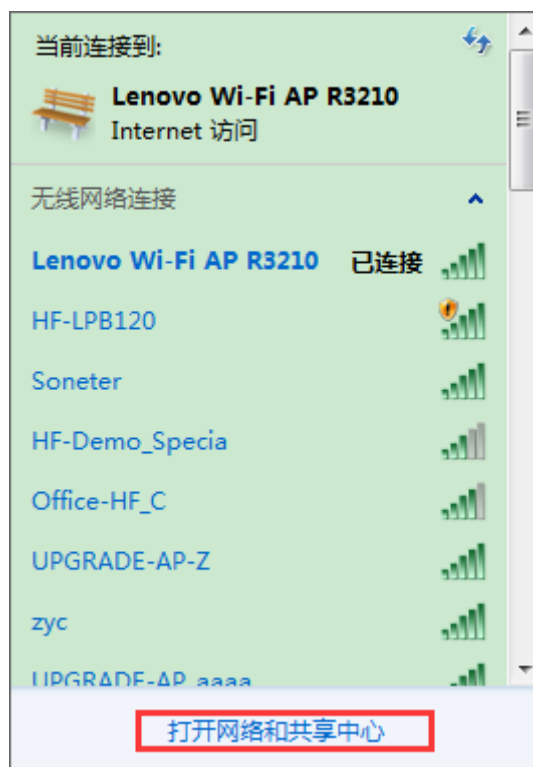 当前连接到:
Lenovo Wi-Fi AP R3210
Internet 访问
无线网络连接
Lenovo Wi-Fi AP R3210 已连接
HF-LPB120
Soneter
HF-Demo_Specia
Office-HF_C
UPGRADE-AP-Z
zyc
UPGRADE-AP_aaaa
打开网络和共享中心